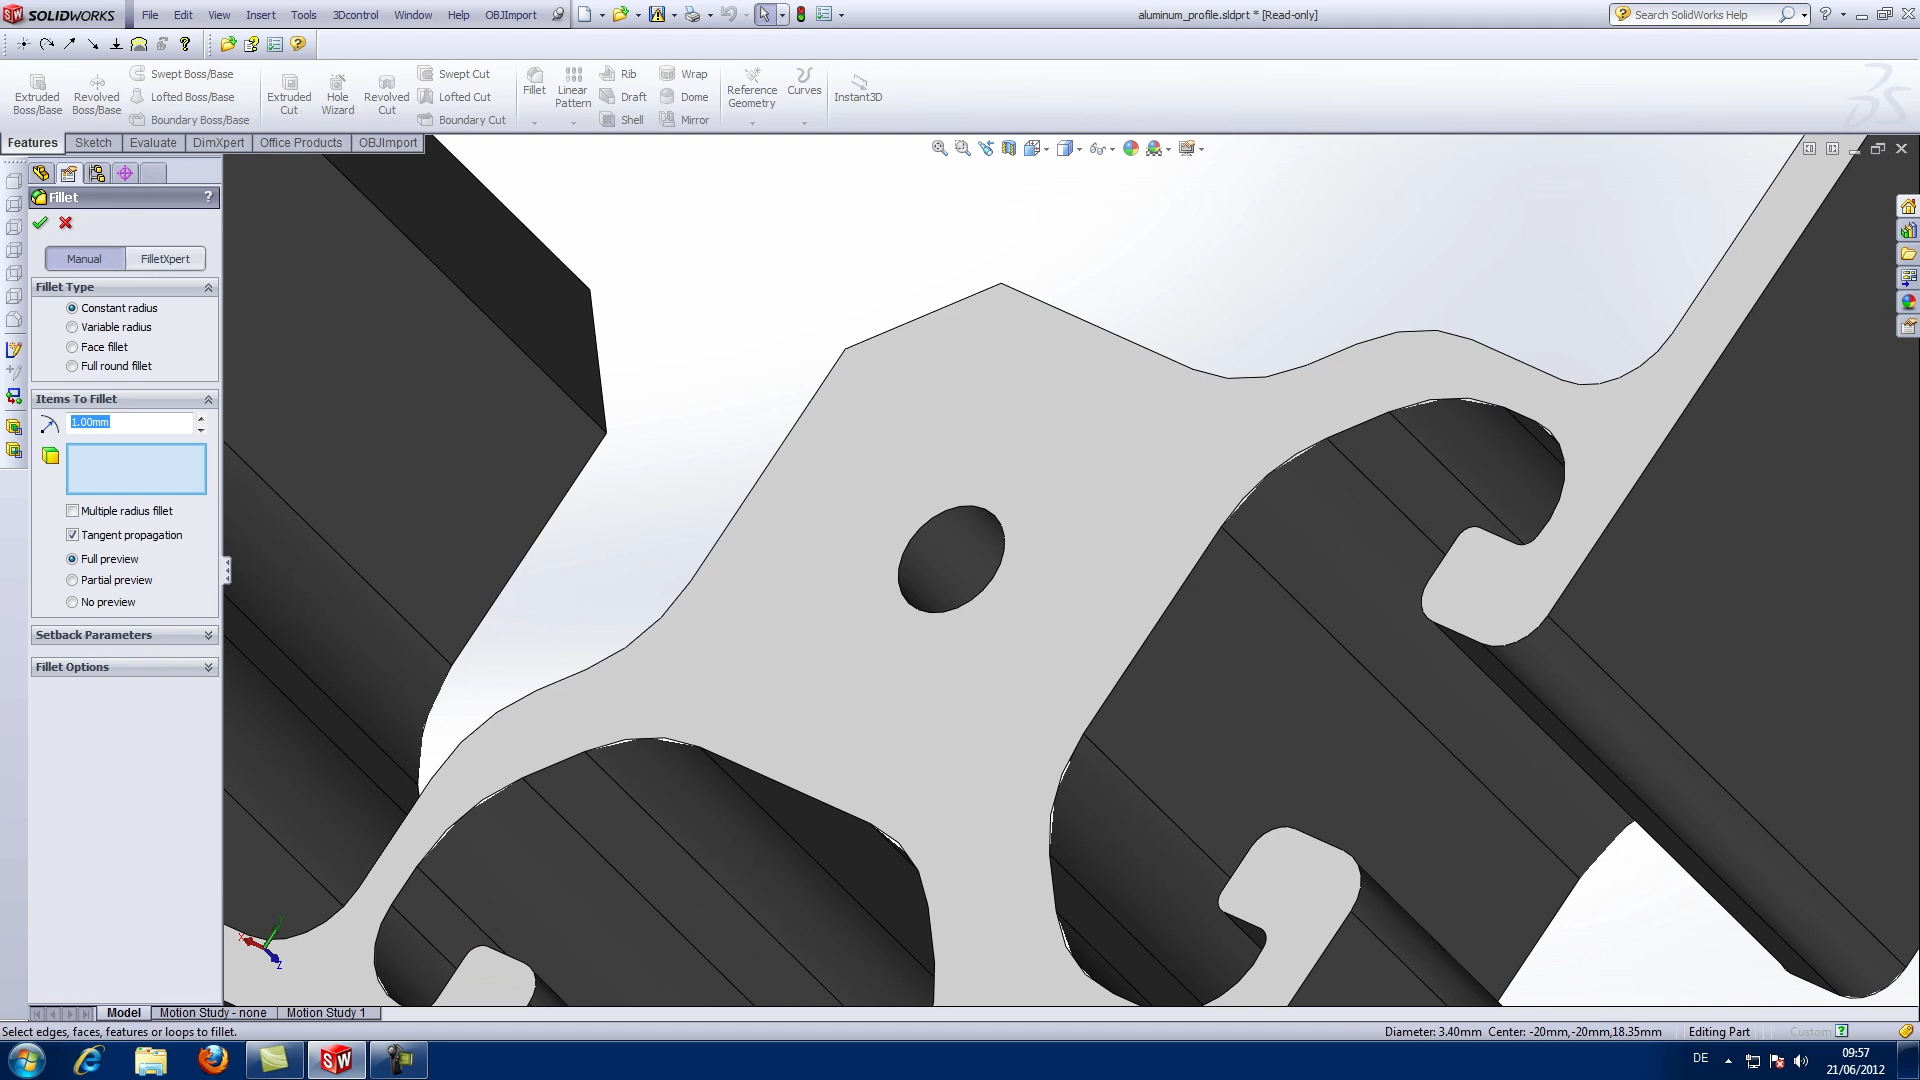 SW SOLIDWORKS File Edit View Insert Tools 3Dcontrol Window Help OBJImport aluminum_profile.sldprt * [Read-only] Search SolidWorks Help
Extruded Boss/Base
Revolved Boss/Base
Swept Boss/Base
Lofted Boss/Base
Boundary Boss/Base
Extruded Cut
Hole Wizard
Revolved Cut
Swept Cut
Lofted Cut
Boundary Cut
Fillet
Linear Pattern
Rib
Draft
Shell
Wrap
Dome
Mirror
Reference Geometry
Curves
Instant3D
Features Sketch Evaluate DimXpert Office Products OBJImport
Fillet ?
Manual FilletXpert
Fillet Type
Constant radius
Variable radius
Face fillet
Full round fillet
Items To Fillet
1.00mm
Multiple radius fillet
Tangent propagation
Full preview
Partial preview
No preview
Setback Parameters
Fillet Options
X Y Z
Model Motion Study - none Motion Study 1
Select edges, faces, features or loops to fillet. Diameter: 3.40mm Center: -20mm,-20mm,18.35mm Editing Part Custom ?
SW DE 09:57
21/06/2012